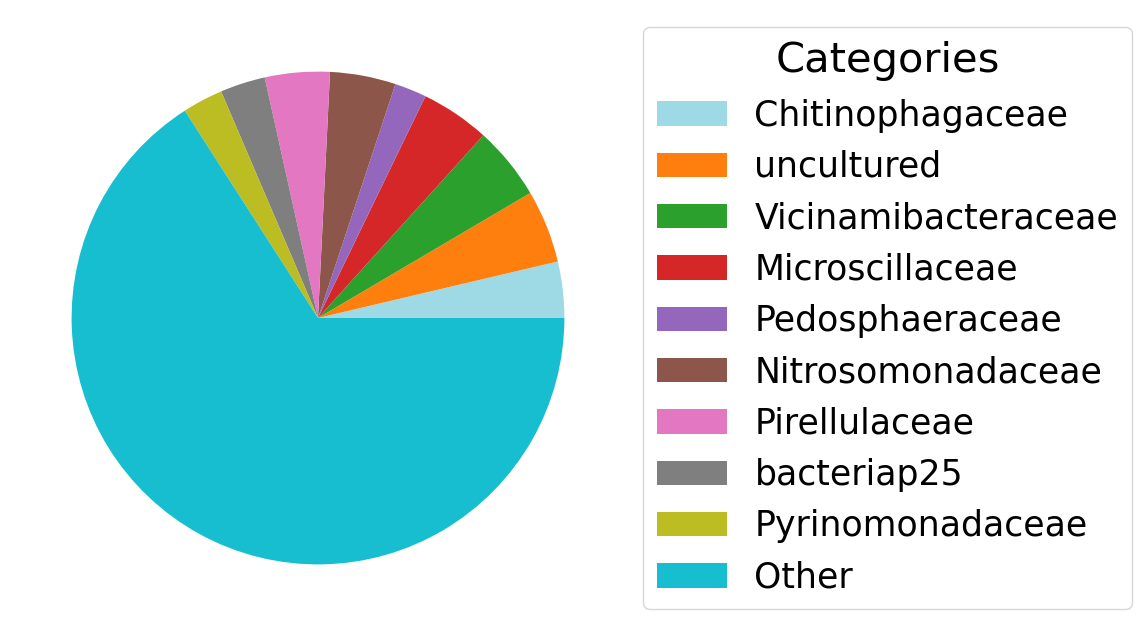 Categories
Chitinophagaceae
uncultured
Vicinamibacteraceae
Microscillaceae
Pedosphaeraceae
Nitrosomonadaceae
Pirellulaceae
bacteriap25
Pyrinomonadaceae
Other